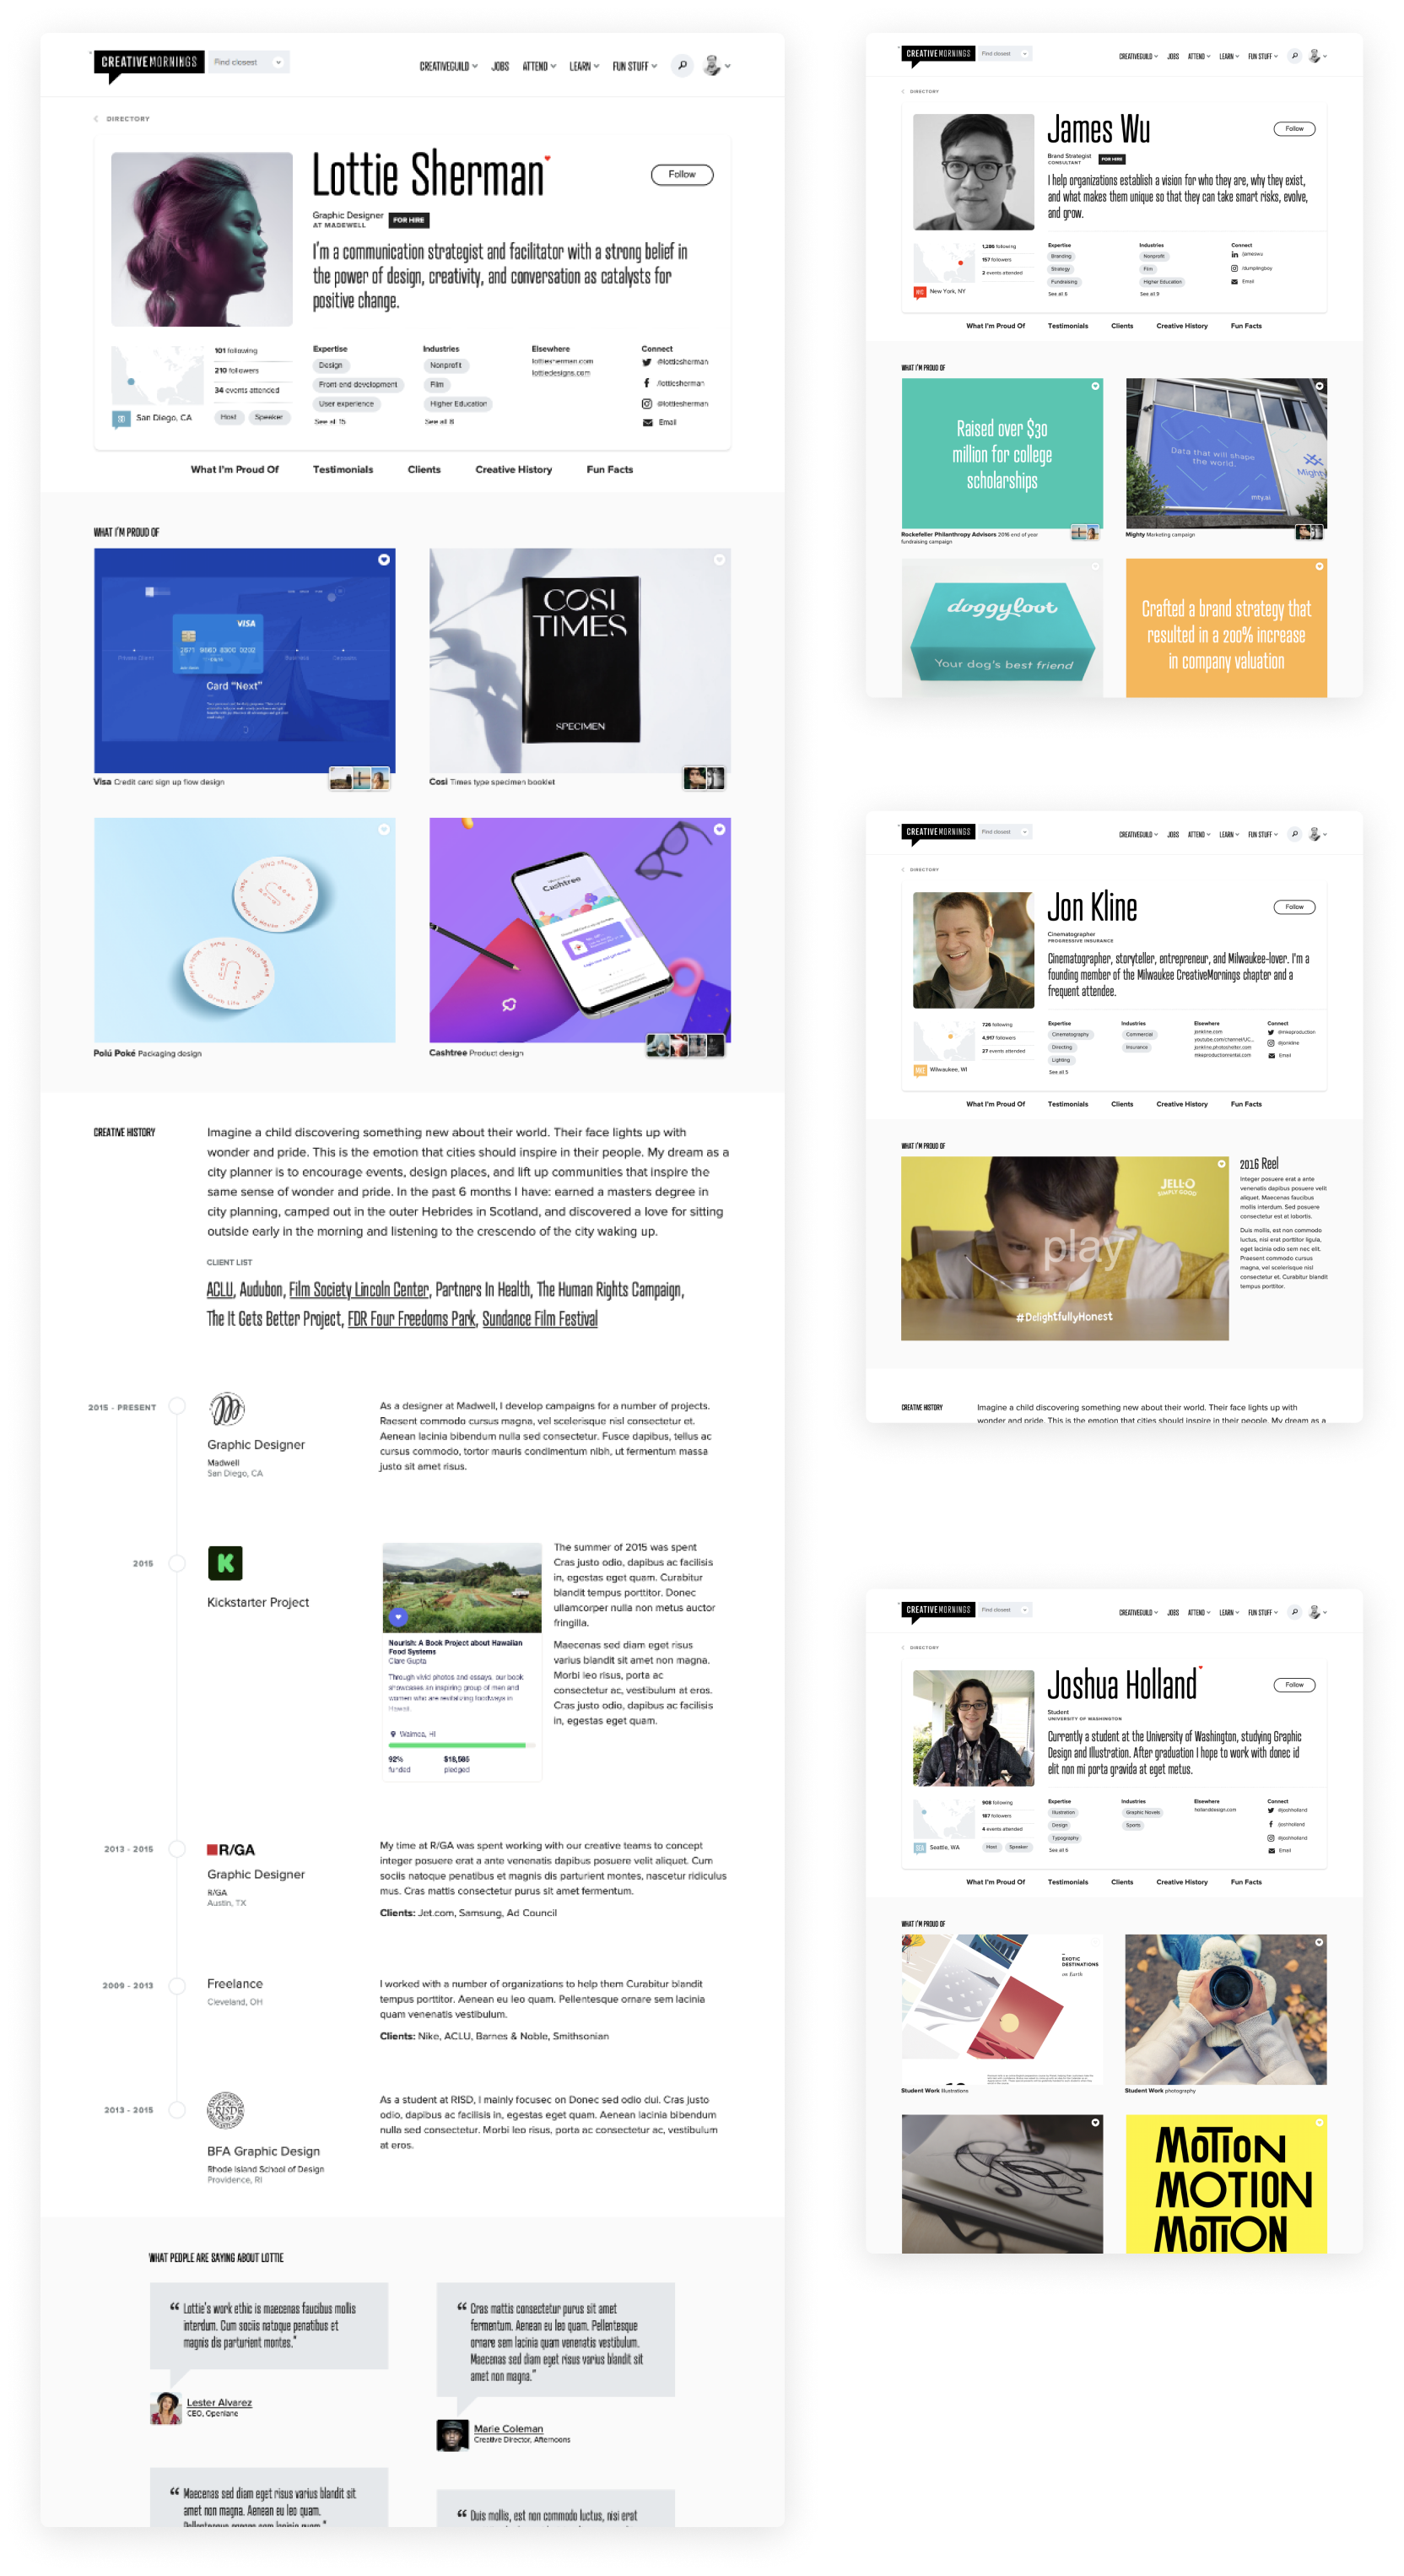 CREATIVEMORNINGS
Find closest
CREATIVEGUILD
JOBS
ATTEND
LEARN
FUN STUFF
DIRECTORY
Lottie Sherman
Follow
Graphic Designer
FOR HIRE
AT MADEWELL
I'm a communication strategist and facilitator with a strong belief in
the power of design, creativity, and conversation as catalysts for
positive change.
101 following
210 followers
34 events attended
San Diego, CA
Host
Speaker
Expertise
Design
Front-end development
User experience
See all 15
Industries
Nonprofit
Film
Higher Education
See all 8
Elsewhere
lottiesherman.com
lottiedesigns.com
Connect
@lottiesherman
/lottiesherman
@lottiesherman
Email
What I'm Proud Of
Testimonials
Clients
Creative History
Fun Facts
WHAT I'M PROUD OF
VISA
Card “Next”
Visa Credit card sign up flow design
COSI
TIMES
SPECIMEN
Cosi Times type specimen booklet
Polú Poké Packaging design
Cashtree
Cashtree Product design
CREATIVE HISTORY
Imagine a child discovering something new about their world. Their face lights up with
wonder and pride. This is the emotion that cities should inspire in their people. My dream as a
city planner is to encourage events, design places, and lift up communities that inspire the
same sense of wonder and pride. In the past 6 months I have: earned a masters degree in
city planning, camped out in the outer Hebrides in Scotland, and discovered a love for sitting
outside early in the morning and listening to the crescendo of the city waking up.
CLIENT LIST
ACLU, Audubon, Film Society Lincoln Center, Partners In Health, The Human Rights Campaign,
The It Gets Better Project, FDR Four Freedoms Park, Sundance Film Festival
2015 - PRESENT
Graphic Designer
Madwell
San Diego, CA
As a designer at Madwell, I develop campaigns for a number of projects.
Raesent commodo cursus magna, vel scelerisque nisl consectetur et.
Aenean lacinia bibendum nulla sed consectetur. Fusce dapibus, tellus ac
cursus commodo, tortor mauris condimentum nibh, ut fermentum massa
justo sit amet risus.
2015
K
Kickstarter Project
Nourish: A Book Project about Hawaiian
Food Systems
Clare Gupta
Through vivid photos and essays, our book
showcases an inspiring group of men and
women who are revitalizing foodways in
Hawaii.
Waimea, HI
92%
funded
$18,585
pledged
The summer of 2015 was spent
Cras justo odio, dapibus ac facilisis
in, egestas eget quam. Curabitur
blandit tempus porttitor. Donec
ullamcorper nulla non metus auctor
fringilla.
Maecenas sed diam eget risus
varius blandit sit amet non magna.
Morbi leo risus, porta ac
consectetur ac, vestibulum at eros.
Cras justo odio, dapibus ac facilisis
in, egestas eget quam.
2013 - 2015
R/GA
Graphic Designer
R/GA
Austin, TX
My time at R/GA was spent working with our creative teams to concept
integer posuere erat a ante venenatis dapibus posuere velit aliquet. Cum
sociis natoque penatibus et magnis dis parturient montes, nascetur ridiculus
mus. Cras mattis consectetur purus sit amet fermentum.
Clients: Jet.com, Samsung, Ad Council
2009 - 2013
Freelance
Cleveland, OH
I worked with a number of organizations to help them Curabitur blandit
tempus porttitor. Aenean eu leo quam. Pellentesque ornare sem lacinia
quam venenatis vestibulum.
Clients: Nike, ACLU, Barnes & Noble, Smithsonian
2013 - 2015
RISD
BFA Graphic Design
Rhode Island School of Design
Providence, RI
As a student at RISD, I mainly focusec on Donec sed odio dui. Cras justo
odio, dapibus ac facilisis in, egestas eget quam. Aenean lacinia bibendum
nulla sed consectetur. Morbi leo risus, porta ac consectetur ac, vestibulum
at eros.
WHAT PEOPLE ARE SAYING ABOUT LOTTIE
“ Lottie's work ethic is maecenas faucibus mollis
interdum. Cum sociis natoque penatibus et
magnis dis parturient montes.”
Lester Alvarez
CEO, Openlane
“ Cras mattis consectetur purus sit amet
fermentum. Aenean eu leo quam. Pellentesque
ornare sem lacinia quam venenatis vestibulum.
Maecenas sed diam eget risus varius blandit sit
amet non magna.”
Marie Coleman
Creative Director, Afternoons
“ Maecenas sed diam eget risus varius blandit sit
amet non magna. Aenean eu leo quam.
Pellentesque ornare sem lacinia quam.”
“ Duis mollis, est non commodo luctus, nisi erat
CREATIVEMORNINGS
Find closest
CREATIVEGUILD
JOBS
ATTEND
LEARN
FUN STUFF
DIRECTORY
James Wu
Follow
Brand Strategist
FOR HIRE
CONSULTANT
I help organizations establish a vision for who they are, why they exist,
and what makes them unique so that they can take smart risks, evolve,
and grow.
1,286 following
157 followers
2 events attended
NYC
New York, NY
Expertise
Branding
Strategy
Fundraising
See all 6
Industries
Nonprofit
Film
Higher Education
See all 9
Connect
/jameswu
/dumplingboy
Email
What I'm Proud Of
Testimonials
Clients
Creative History
Fun Facts
WHAT I'M PROUD OF
Raised over $30
million for college
scholarships
Rockefeller Philanthropy Advisors 2016 end of year
fundraising campaign
Data that will shape
the world.
Mighty
mty.ai
Mighty Marketing campaign
doggyloot
Your dog's best friend
Crafted a brand strategy that
resulted in a 200% increase
in company valuation
CREATIVEMORNINGS
Find closest
CREATIVEGUILD
JOBS
ATTEND
LEARN
FUN STUFF
DIRECTORY
Jon Kline
Follow
Cinematographer
PROGRESSIVE INSURANCE
Cinematographer, storyteller, entrepreneur, and Milwaukee-lover. I'm a
founding member of the Milwaukee CreativeMornings chapter and a
frequent attendee.
726 following
4,917 followers
27 events attended
MKE
Milwaukee, WI
Expertise
Cinematography
Directing
Lighting
See all 5
Industries
Commercial
Insurance
Elsewhere
jonkline.com
youtube.com/channel/UC...
jonkline.photoshelter.com
mkeproductionrental.com
Connect
@mkeproduction
@jonkline
Email
What I'm Proud Of
Testimonials
Clients
Creative History
Fun Facts
WHAT I'M PROUD OF
JELL-O
SIMPLY GOOD
play
#DelightfullyHonest
2016 Reel
Integer posuere erat a ante
venenatis dapibus posuere velit
aliquet. Maecenas faucibus
mollis interdum. Sed posuere
consectetur est at lobortis.
Duis mollis, est non commodo
luctus, nisi erat porttitor ligula,
eget lacinia odio sem nec elit.
Praesent commodo cursus
magna, vel scelerisque nisl
consectetur et. Curabitur blandit
tempus porttitor.
CREATIVE HISTORY
Imagine a child discovering something new about their world. Their face lights up with
wonder and pride. This is the emotion that cities should inspire in their people. My dream as a
CREATIVEMORNINGS
Find closest
CREATIVEGUILD
JOBS
ATTEND
LEARN
FUN STUFF
DIRECTORY
Joshua Holland
Follow
Student
UNIVERSITY OF WASHINGTON
Currently a student at the University of Washington, studying Graphic
Design and Illustration. After graduation I hope to work with donec id
elit non mi porta gravida at eget metus.
908 following
187 followers
4 events attended
Seattle, WA
Host
Speaker
Expertise
Illustration
Design
Typography
See all 6
Industries
Graphic Novels
Sports
Elsewhere
hollanddesign.com
Connect
@joshholland
/joshholland
@joshholland
Email
What I'm Proud Of
Testimonials
Clients
Creative History
Fun Facts
WHAT I'M PROUD OF
EXOTIC
DESTINATIONS
on Earth
Student Work Illustrations
Student Work photography
MOTION
MOTION
MOTION